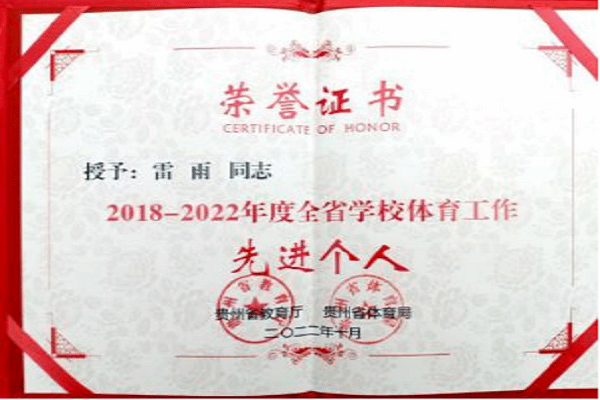 荣誉证书
CERTIFICATE OF HONOR
授予：雷 雨 同志
2018-2022年度全省学校体育工作
先进个人
贵州省教育厅 贵州省体育局
二〇二二年十月